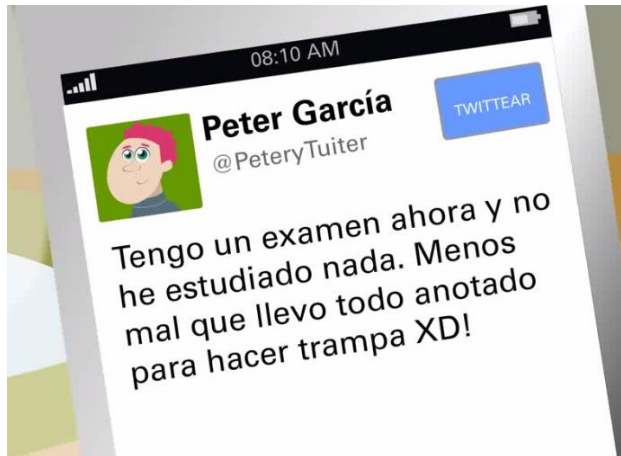 08:10 AM
Peter García
@PeteryTuiter
TWITTEAR
Tengo un examen ahora y no
he estudiado nada. Menos
mal que llevo todo anotado
para hacer trampa XD!